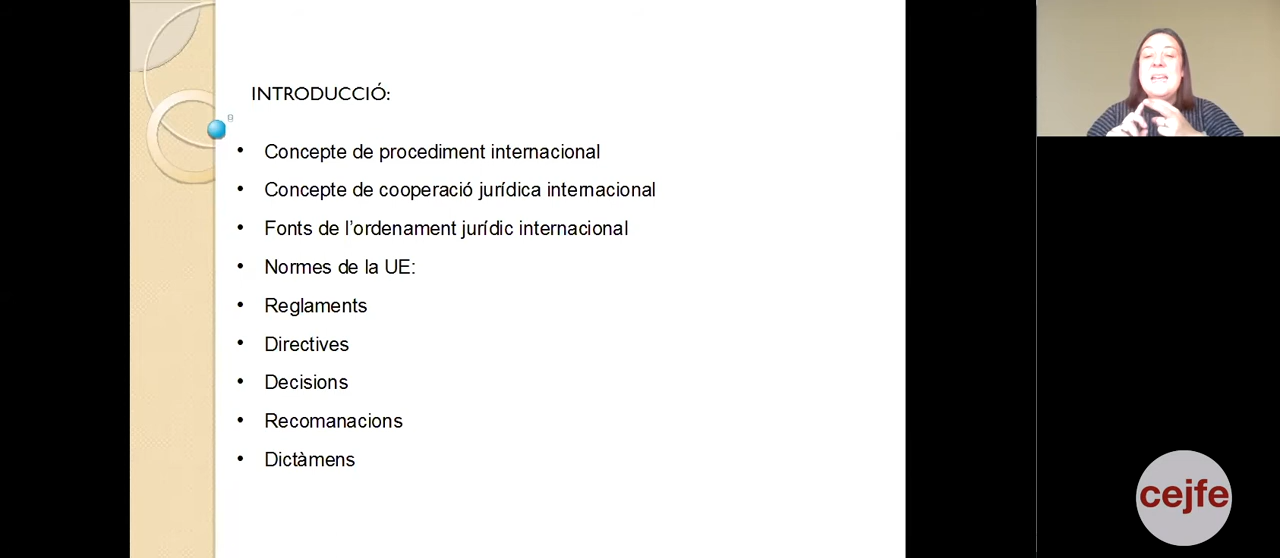 INTRODUCCIÓ:
• Concepte de procediment internacional
• Concepte de cooperació jurídica internacional
• Fonts de l’ordenament jurídic internacional
• Normes de la UE:
• Reglaments
• Directives
• Decisions
• Recomanacions
• Dictàmens
cejfe